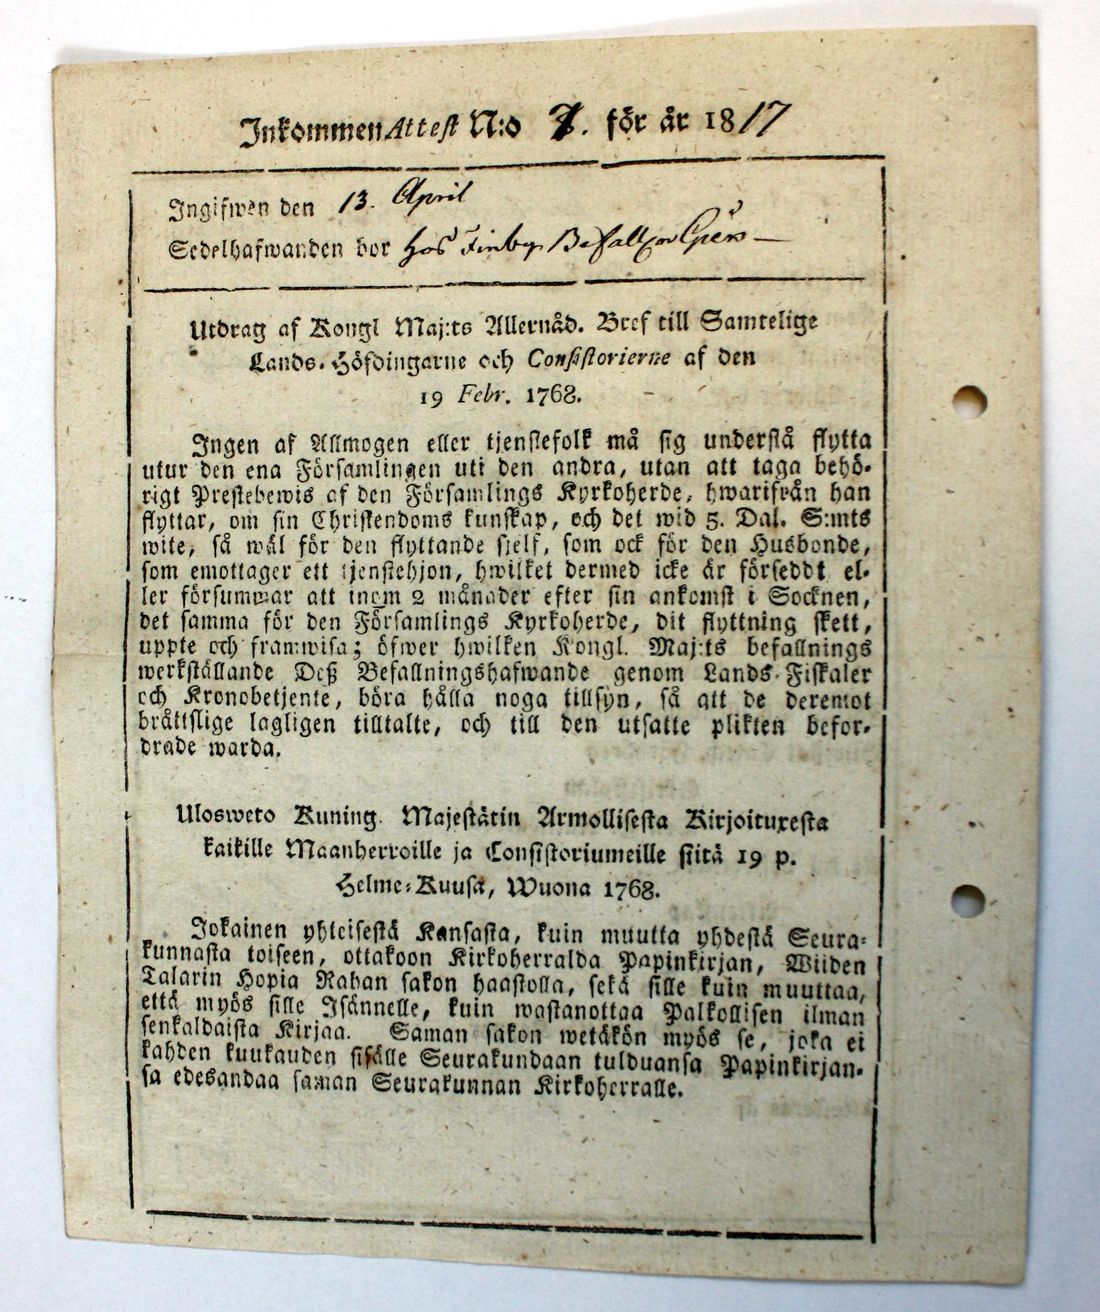 Inkommen Attest N:o 7. för år 1817
Ingifwen den 13. April
Sedelhafwanden bor hos Finby
Utdrag af Kongl Maj:ts Allernåd. Bref till Samtelige
Lands-Höfdingarne och Consistorierne af den
19 Febr. 1768.
Ingen af Allmogen eller tjenstefolk må sig understå flytta
utur den ena Församlingen uti den andra, utan att taga behö-
rigt Prestebewis af den Församlings Kyrkoherde, hwarifrån han
flyttar, om sin Christendoms kunskap, och det wid 5. Dal. S:mts
wite, så wäl för den flyttande sjelf, som ock för den Husbonde,
som emottager ett tjenstehjon, hwilket dermed icke är förseddt el-
ler försummar att inom 2 månader efter sin ankomst i Socknen,
det samma för den Församlings Kyrkoherde, dit flyttning skett,
uppte och framwisa; öfwer hwilken Kongl. Maj:ts befallnings
werkställande Deß Befallningshafwande genom Lands-Fiskaler
och Kronobetjente, böra hålla noga tillsyn, så att de deremot
bråttslige lagligen tilltalte, och till den utsatte plikten befor-
drade warda.
Ulosweto Kuning. Majestätin Armollisesta Kirjoituxesta
kaikille Maanherroille ja Consistoriumeille siitä 19 p.
Helme-Kuusa, Wuona 1768.
Jokainen yhteisestä Kansasta, kuin muutta yhdestä Seura-
kunnasta toiseen, ottakoon Kirkoherralda Papinkirjan, Wiiden
Talarin Hopia Rahan sakon haastolla, sekä sille kuin muuttaa,
että myös sille Isännelle, kuin wastanottaa Palkollisen ilman
senkaldaista Kirjaa. Saman sakon wetäkön myös se, joka ei
kahden kuukauden sisälle Seurakundaan tulduansa Papinkirjan-
sa edesandaa saman Seurakunnan Kirkoherralle.